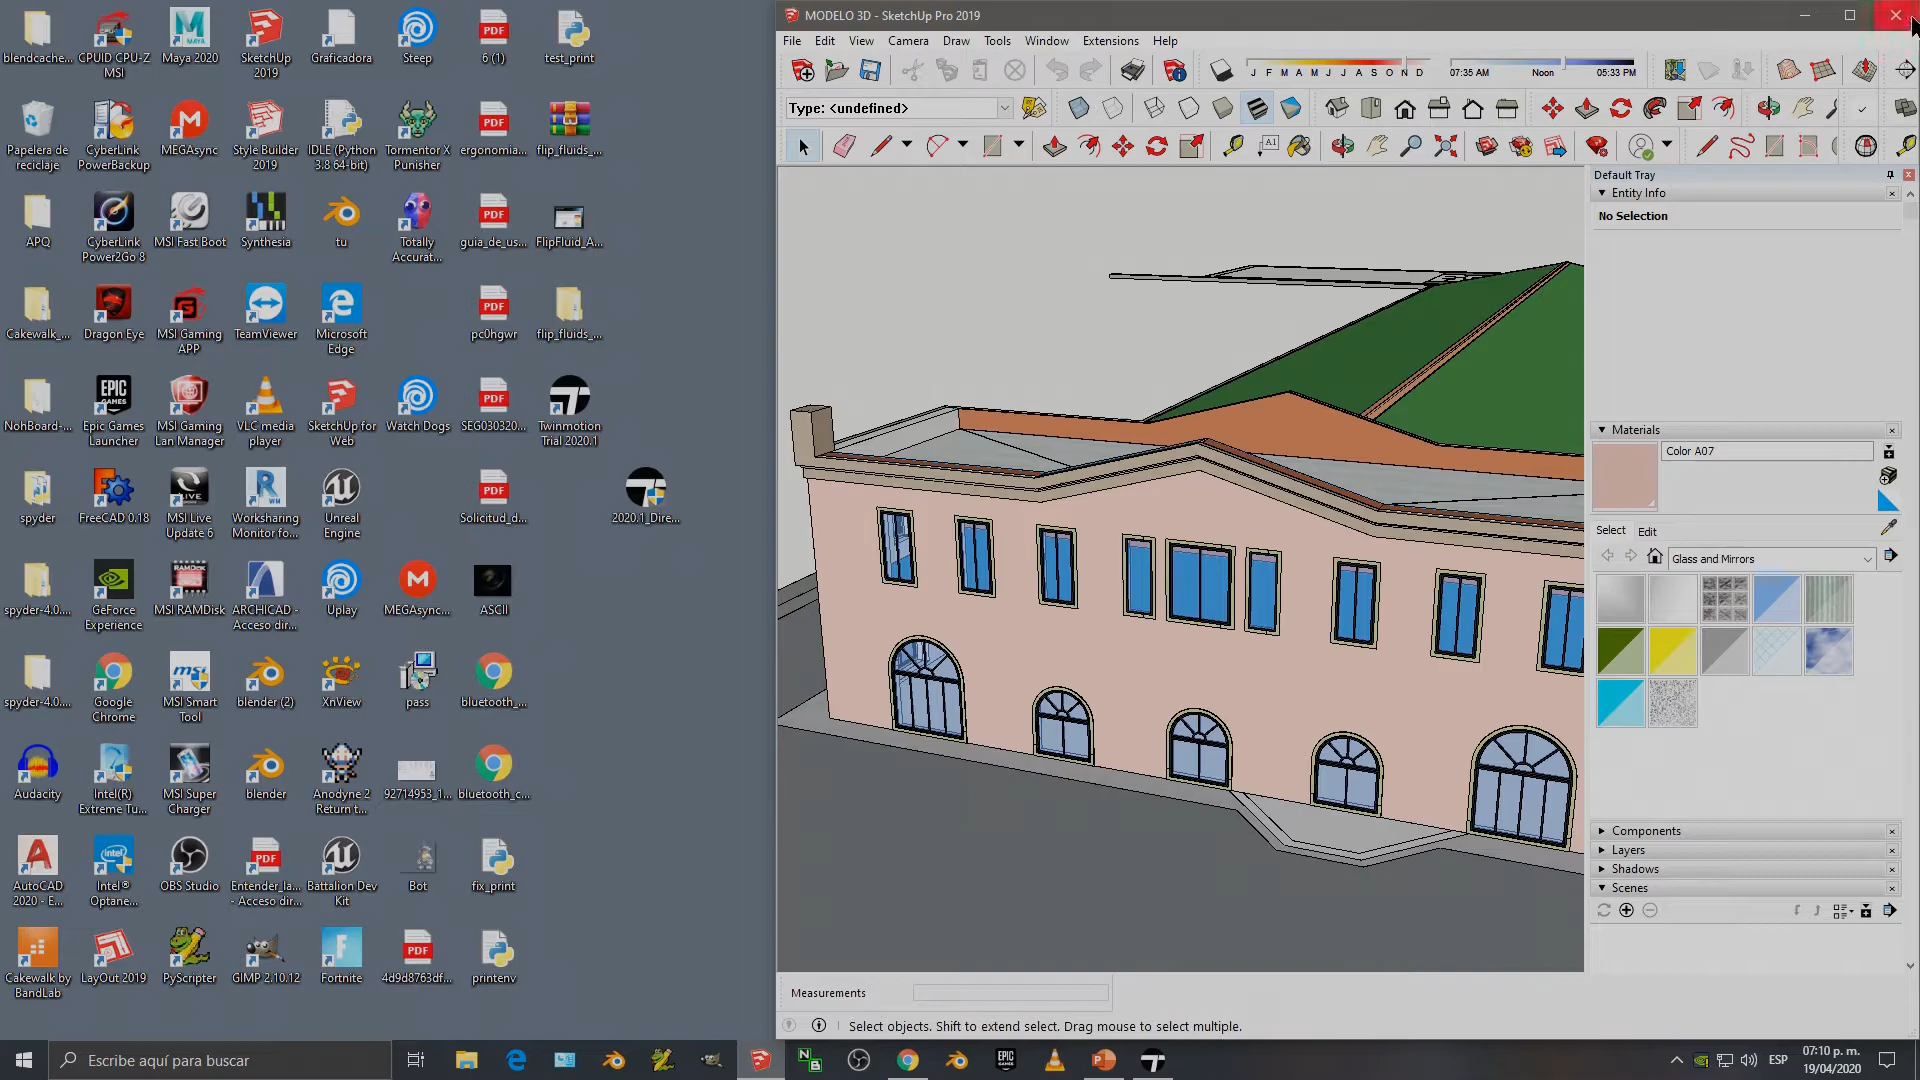 blendcache...
CPUID CPU-Z
MSI
Maya 2020
SketchUp
2019
Graficadora
Steep
6 (1)
test_print
Papelera de
reciclaje
CyberLink
PowerBackup
MEGAsync
Style Builder
2019
IDLE (Python
3.8 64-bit)
Tormentor X
Punisher
ergonomia...
flip_fluids_...
APQ
CyberLink
Power2Go 8
MSI Fast Boot
Synthesia
tu
Totally
Accurat...
guia_de_us...
FlipFluid_A...
Cakewalk_...
Dragon Eye
MSI Gaming
APP
TeamViewer
Microsoft
Edge
pc0hgwr
flip_fluids_...
NohBoard-...
Epic Games
Launcher
MSI Gaming
Lan Manager
VLC media
player
SketchUp for
Web
Watch Dogs
SEG030320...
Twinmotion
Trial 2020.1
spyder
FreeCAD 0.18
MSI Live
Update 6
Worksharing
Monitor fo...
Unreal
Engine
Solicitud_d...
2020.1_Dire...
spyder-4.0....
GeForce
Experience
MSI RAMDisk
ARCHICAD -
Acceso dir...
Uplay
MEGAsync...
ASCII
spyder-4.0....
Google
Chrome
MSI Smart
Tool
blender (2)
XnView
pass
bluetooth_...
Audacity
Intel(R)
Extreme Tu...
MSI Super
Charger
blender
Anodyne 2
Return t...
92714953_1...
bluetooth_c...
AutoCAD
2020 - E...
Intel®
Optane...
OBS Studio
Entender_la...
- Acceso dir...
Battalion Dev
Kit
Bot
fix_print
Cakewalk by
BandLab
LayOut 2019
PyScripter
GIMP 2.10.12
Fortnite
4d9d8763df...
printenv
MODELO 3D - SketchUp Pro 2019
File Edit View Camera Draw Tools Window Extensions Help
J F M A M J J A S O N D
07:35 AM Noon 05:33 PM
Type: <undefined>
Default Tray
Entity Info
No Selection
Materials
Color A07
Select Edit
Glass and Mirrors
Components
Layers
Shadows
Scenes
Measurements
Select objects. Shift to extend select. Drag mouse to select multiple.
Escribe aquí para buscar
ESP
07:10 p. m.
19/04/2020